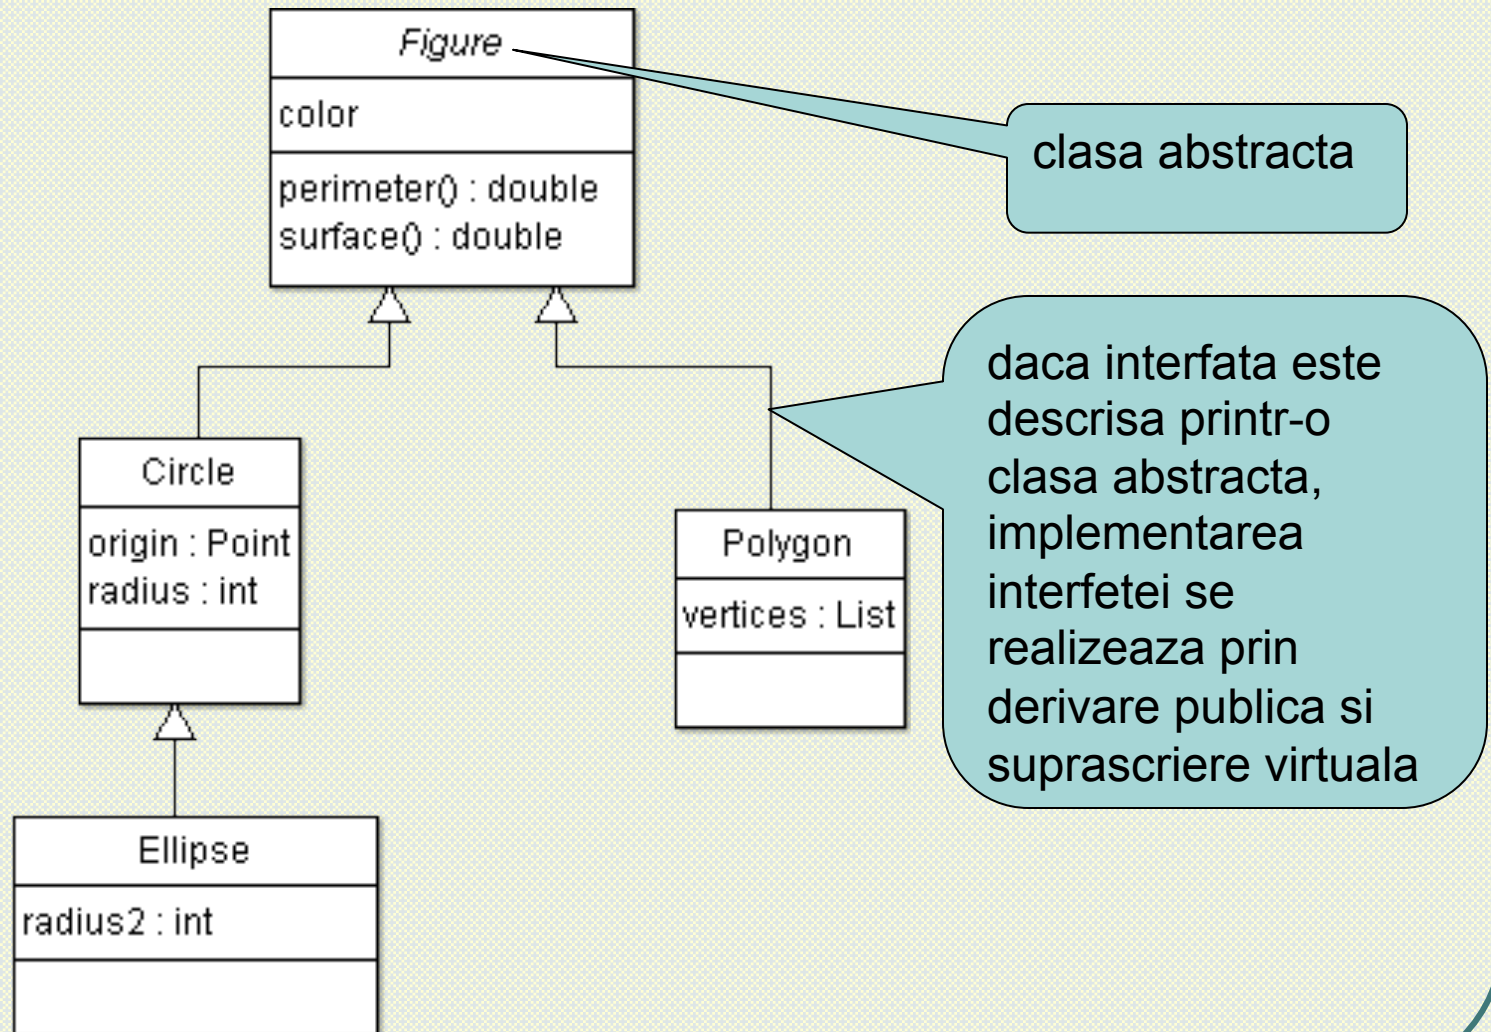 Figure
color
perimeter() : double
surface() : double
clasa abstracta
daca interfata este
descrisa printr-o
clasa abstracta,
implementarea
interfetei se
realizeaza prin
derivare publica si
suprascriere virtuala
Circle
origin : Point
radius : int
Polygon
vertices : List
Ellipse
radius2 : int